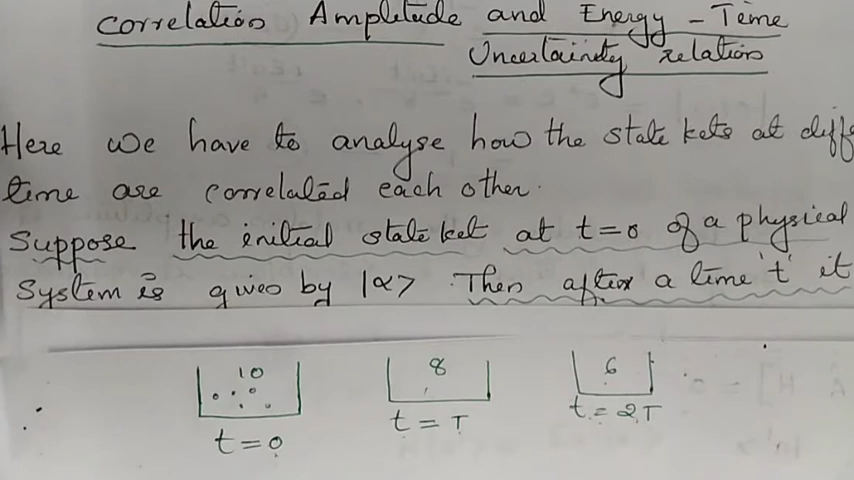 Correlation Amplitude and Energy - Time
Uncertainty relation
Here we have to analyse how the state kets at diff
time are correlated each other.
Suppose the initial state ket at t=0 of a physical
System is given by |α> . Then after a time 't' it
10 8 6
t=0 t=T t=2T